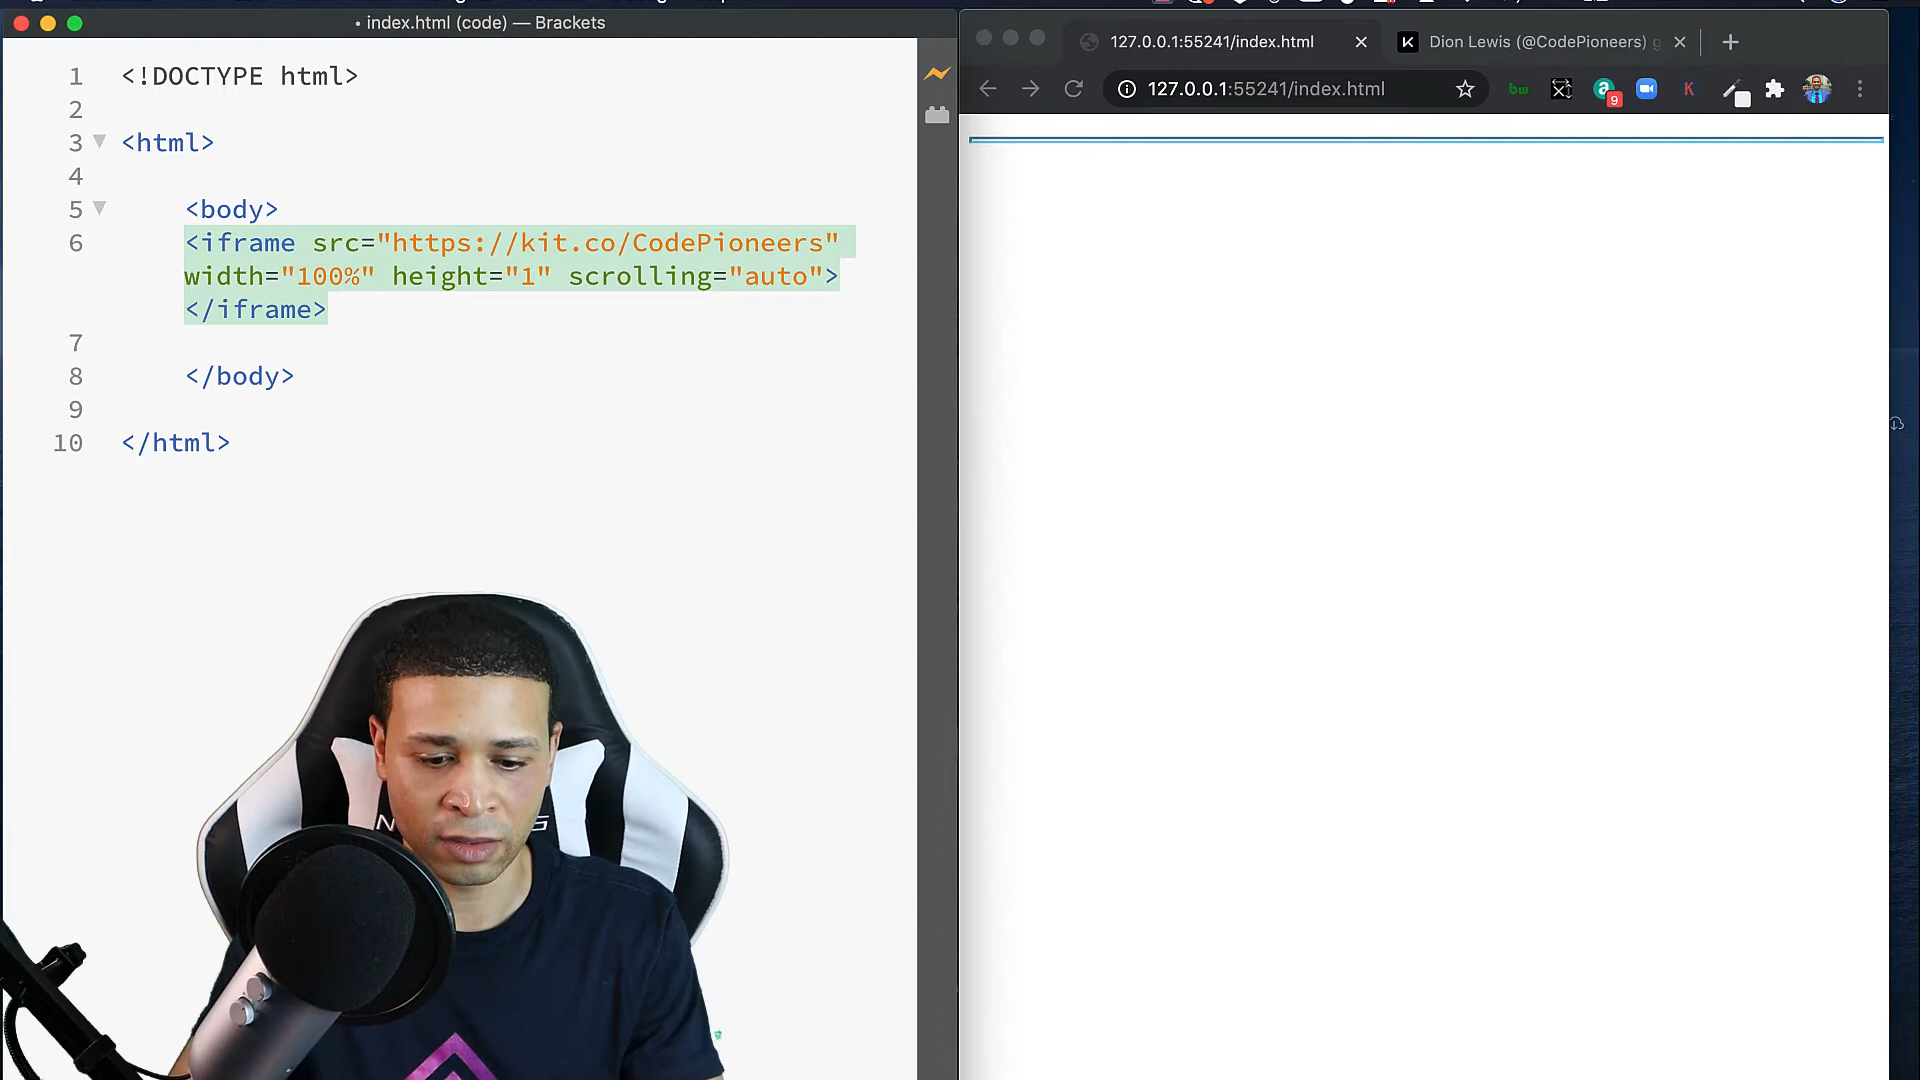 index.html (code) — Brackets
1 <!DOCTYPE html>
2
3 <html>
4
5 <body>
6 <iframe src="https://kit.co/CodePioneers"
width="100%" height="1" scrolling="auto">
</iframe>
7
8 </body>
9
10 </html>
127.0.0.1:55241/index.html
Dion Lewis (@CodePioneers) g
127.0.0.1:55241/index.html
bw
a
9
K